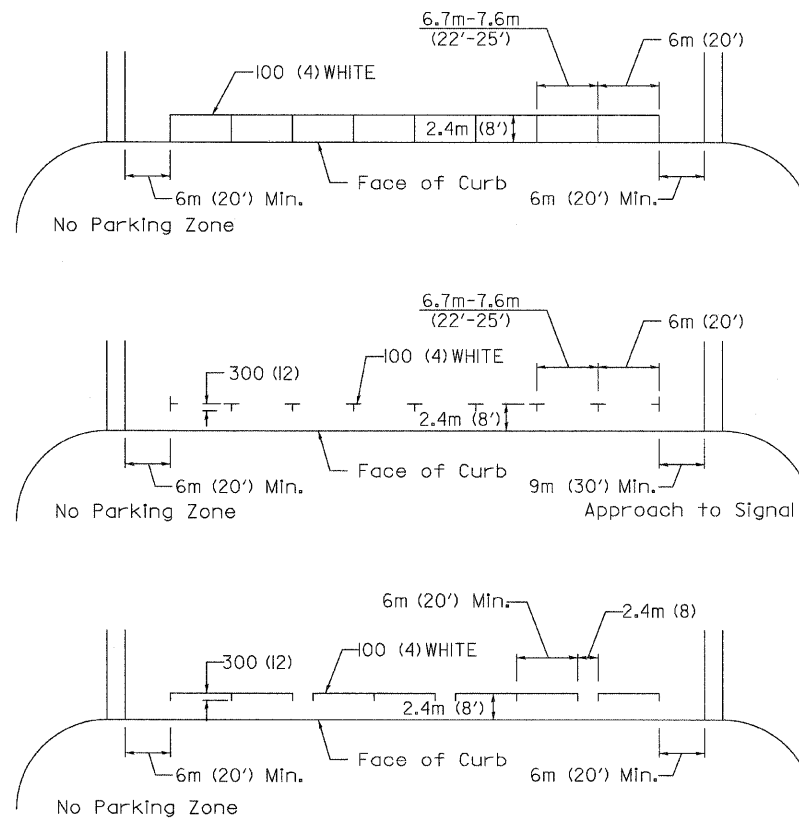 6.7m-7.6m
(22'-25')
6m (20')
100 (4) WHITE
2.4m (8')
6m (20') Min.
Face of Curb
6m (20') Min.
No Parking Zone
6.7m-7.6m
(22'-25')
6m (20')
300 (12)
100 (4) WHITE
2.4m (8')
6m (20') Min.
Face of Curb
9m (30') Min.
No Parking Zone
Approach to Signal
6m (20') Min.
2.4m (8)
300 (12)
100 (4) WHITE
2.4m (8')
6m (20') Min.
Face of Curb
6m (20') Min.
No Parking Zone